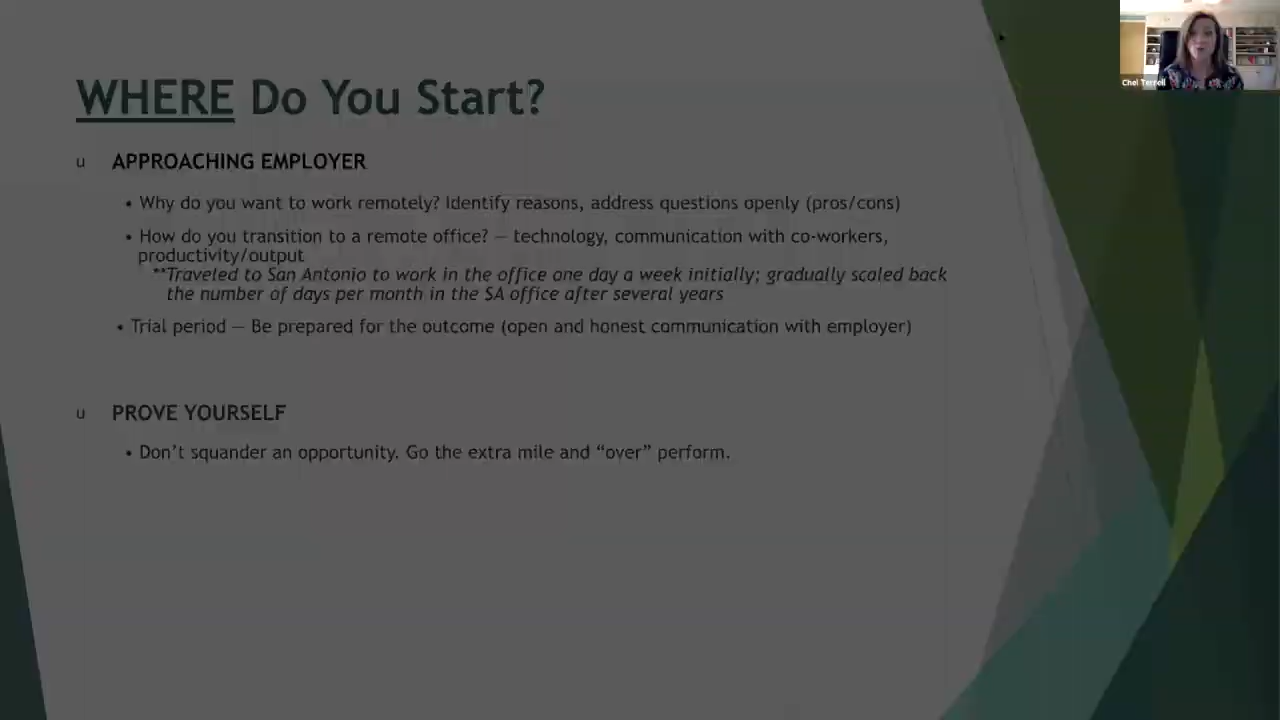 WHERE Do You Start?
u APPROACHING EMPLOYER
• Why do you want to work remotely? Identify reasons, address questions openly (pros/cons)
• How do you transition to a remote office? — technology, communication with co-workers,
productivity/output
**Traveled to San Antonio to work in the office one day a week initially; gradually scaled back
the number of days per month in the SA office after several years
• Trial period — Be prepared for the outcome (open and honest communication with employer)
u PROVE YOURSELF
• Don't squander an opportunity. Go the extra mile and “over” perform.
Chel Terrell